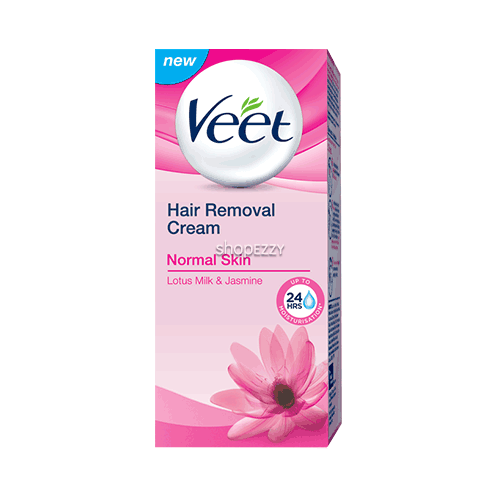 new
Veet
Hair Removal
Cream
shopEZZY
Normal Skin
Lotus Milk & Jasmine
UP TO
24
HRS
MOISTURISATION